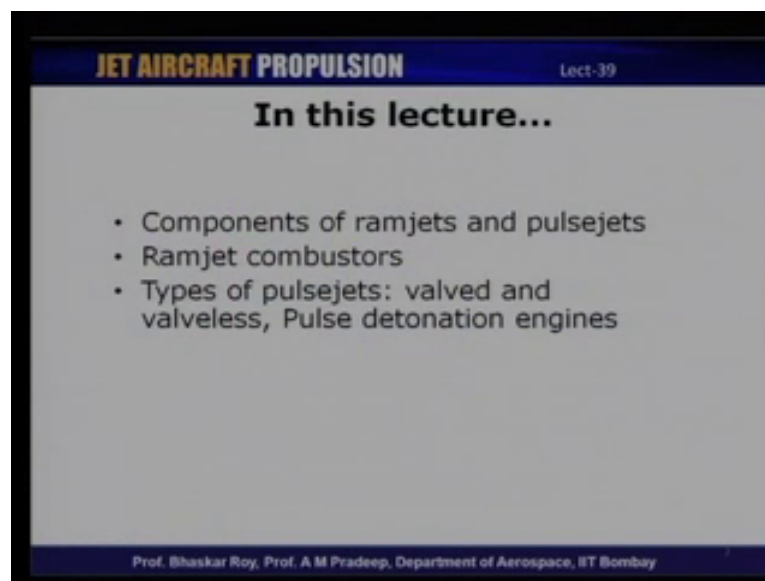 JET AIRCRAFT PROPULSION Lect-39
In this lecture...
• Components of ramjets and pulsejets
• Ramjet combustors
• Types of pulsejets: valved and
valveless, Pulse detonation engines
Prof. Bhaskar Roy, Prof. A M Pradeep, Department of Aerospace, IIT Bombay